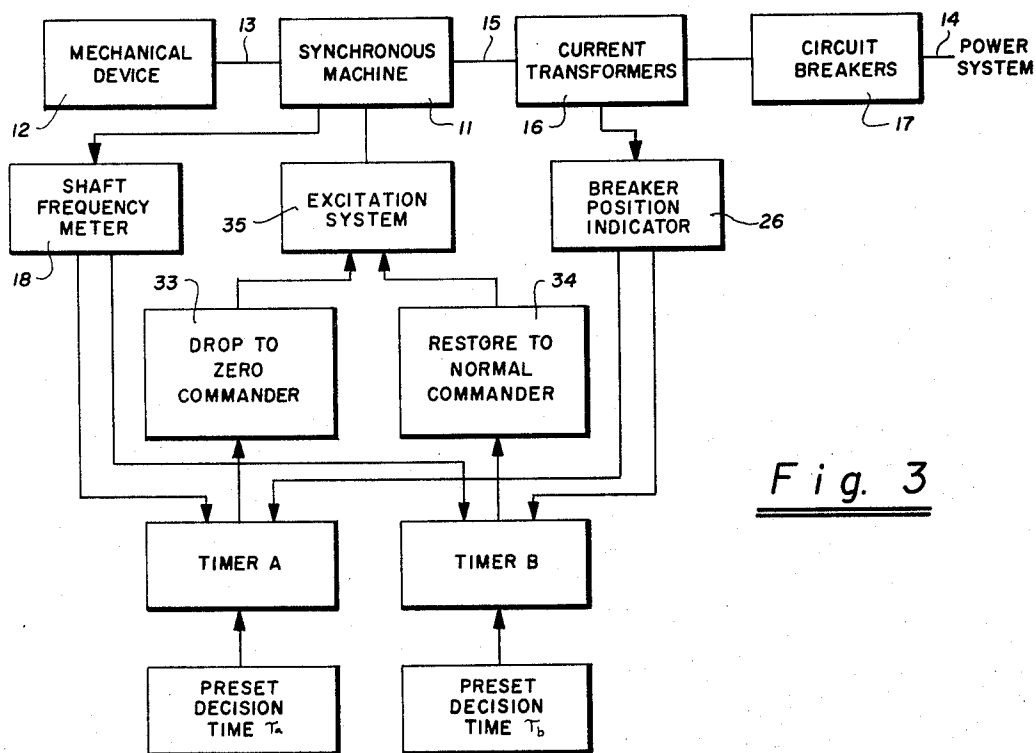 MECHANICAL
DEVICE
12
13
SYNCHRONOUS
MACHINE
11
15
CURRENT
TRANSFORMERS
16
CIRCUIT
BREAKERS
17
14
POWER
SYSTEM
SHAFT
FREQUENCY
METER
18
35
EXCITATION
SYSTEM
BREAKER
POSITION
INDICATOR
26
33
DROP TO
ZERO
COMMANDER
34
RESTORE TO
NORMAL
COMMANDER
Fig. 3
TIMER A
TIMER B
PRESET
DECISION
TIME τa
PRESET
DECISION
TIME τb